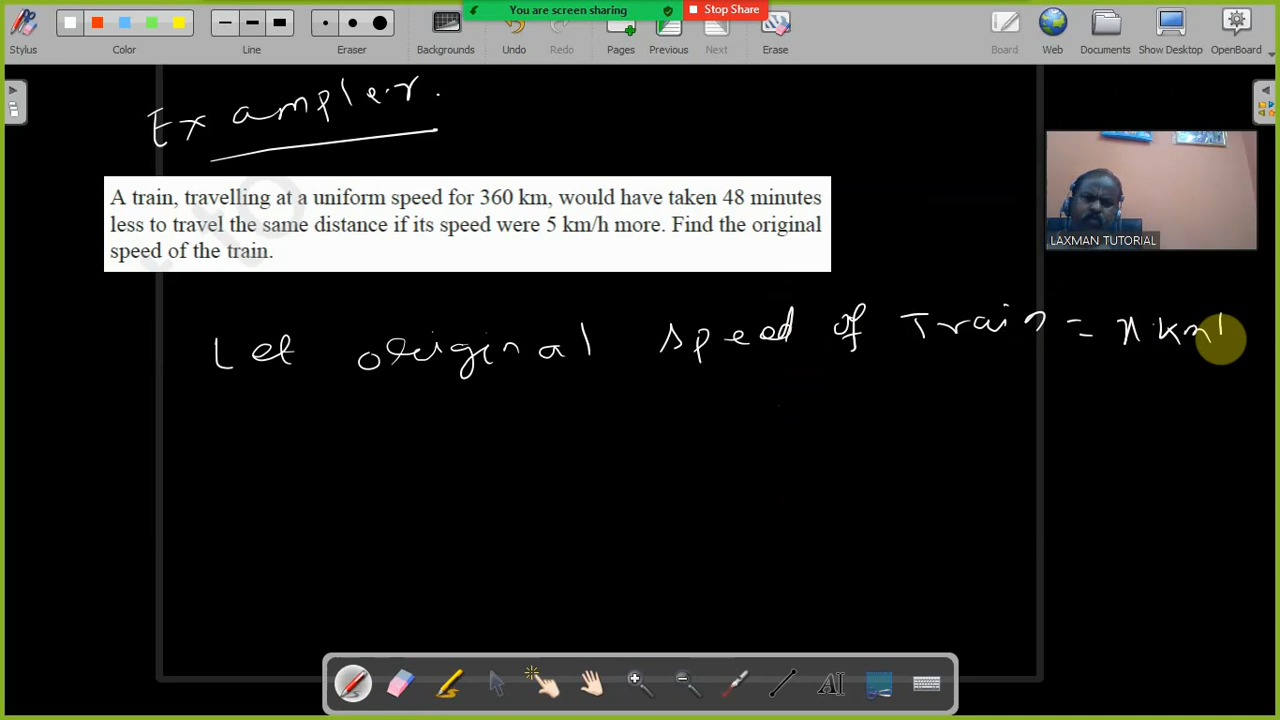 You are screen sharing Stop Share
Stylus Color Line Eraser Backgrounds Undo Redo Pages Previous Next Erase Board Web Documents Show Desktop OpenBoard
Exampler.
A train, travelling at a uniform speed for 360 km, would have taken 48 minutes
less to travel the same distance if its speed were 5 km/h more. Find the original
speed of the train.
LAXMAN TUTORIAL
Let original speed of Train = x km
AI